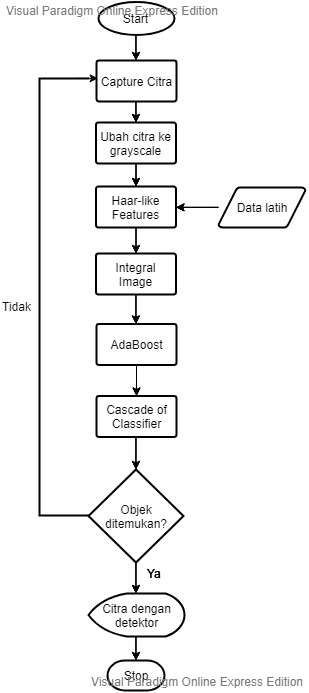 Visual Paradigm Online Express Edition
Start
Capture Citra
Ubah citra ke
grayscale
Haar-like
Features
Data latih
Integral
Image
Tidak
AdaBoost
Cascade of
Classifier
Objek
ditemukan?
Ya
Citra dengan
detektor
Stop
Visual Paradigm Online Express Edition